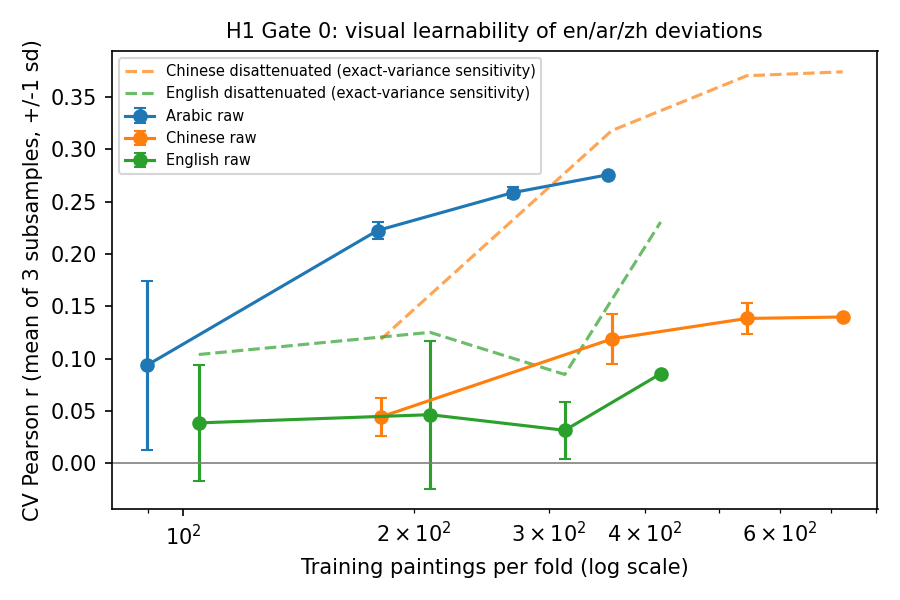 H1 Gate 0: visual learnability of en/ar/zh deviations
CV Pearson r (mean of 3 subsamples, +/-1 sd)
Chinese disattenuated (exact-variance sensitivity)
English disattenuated (exact-variance sensitivity)
Arabic raw
Chinese raw
English raw
0.35
0.30
0.25
0.20
0.15
0.10
0.05
0.00
10² 2 × 10² 3 × 10² 4 × 10² 6 × 10²
Training paintings per fold (log scale)